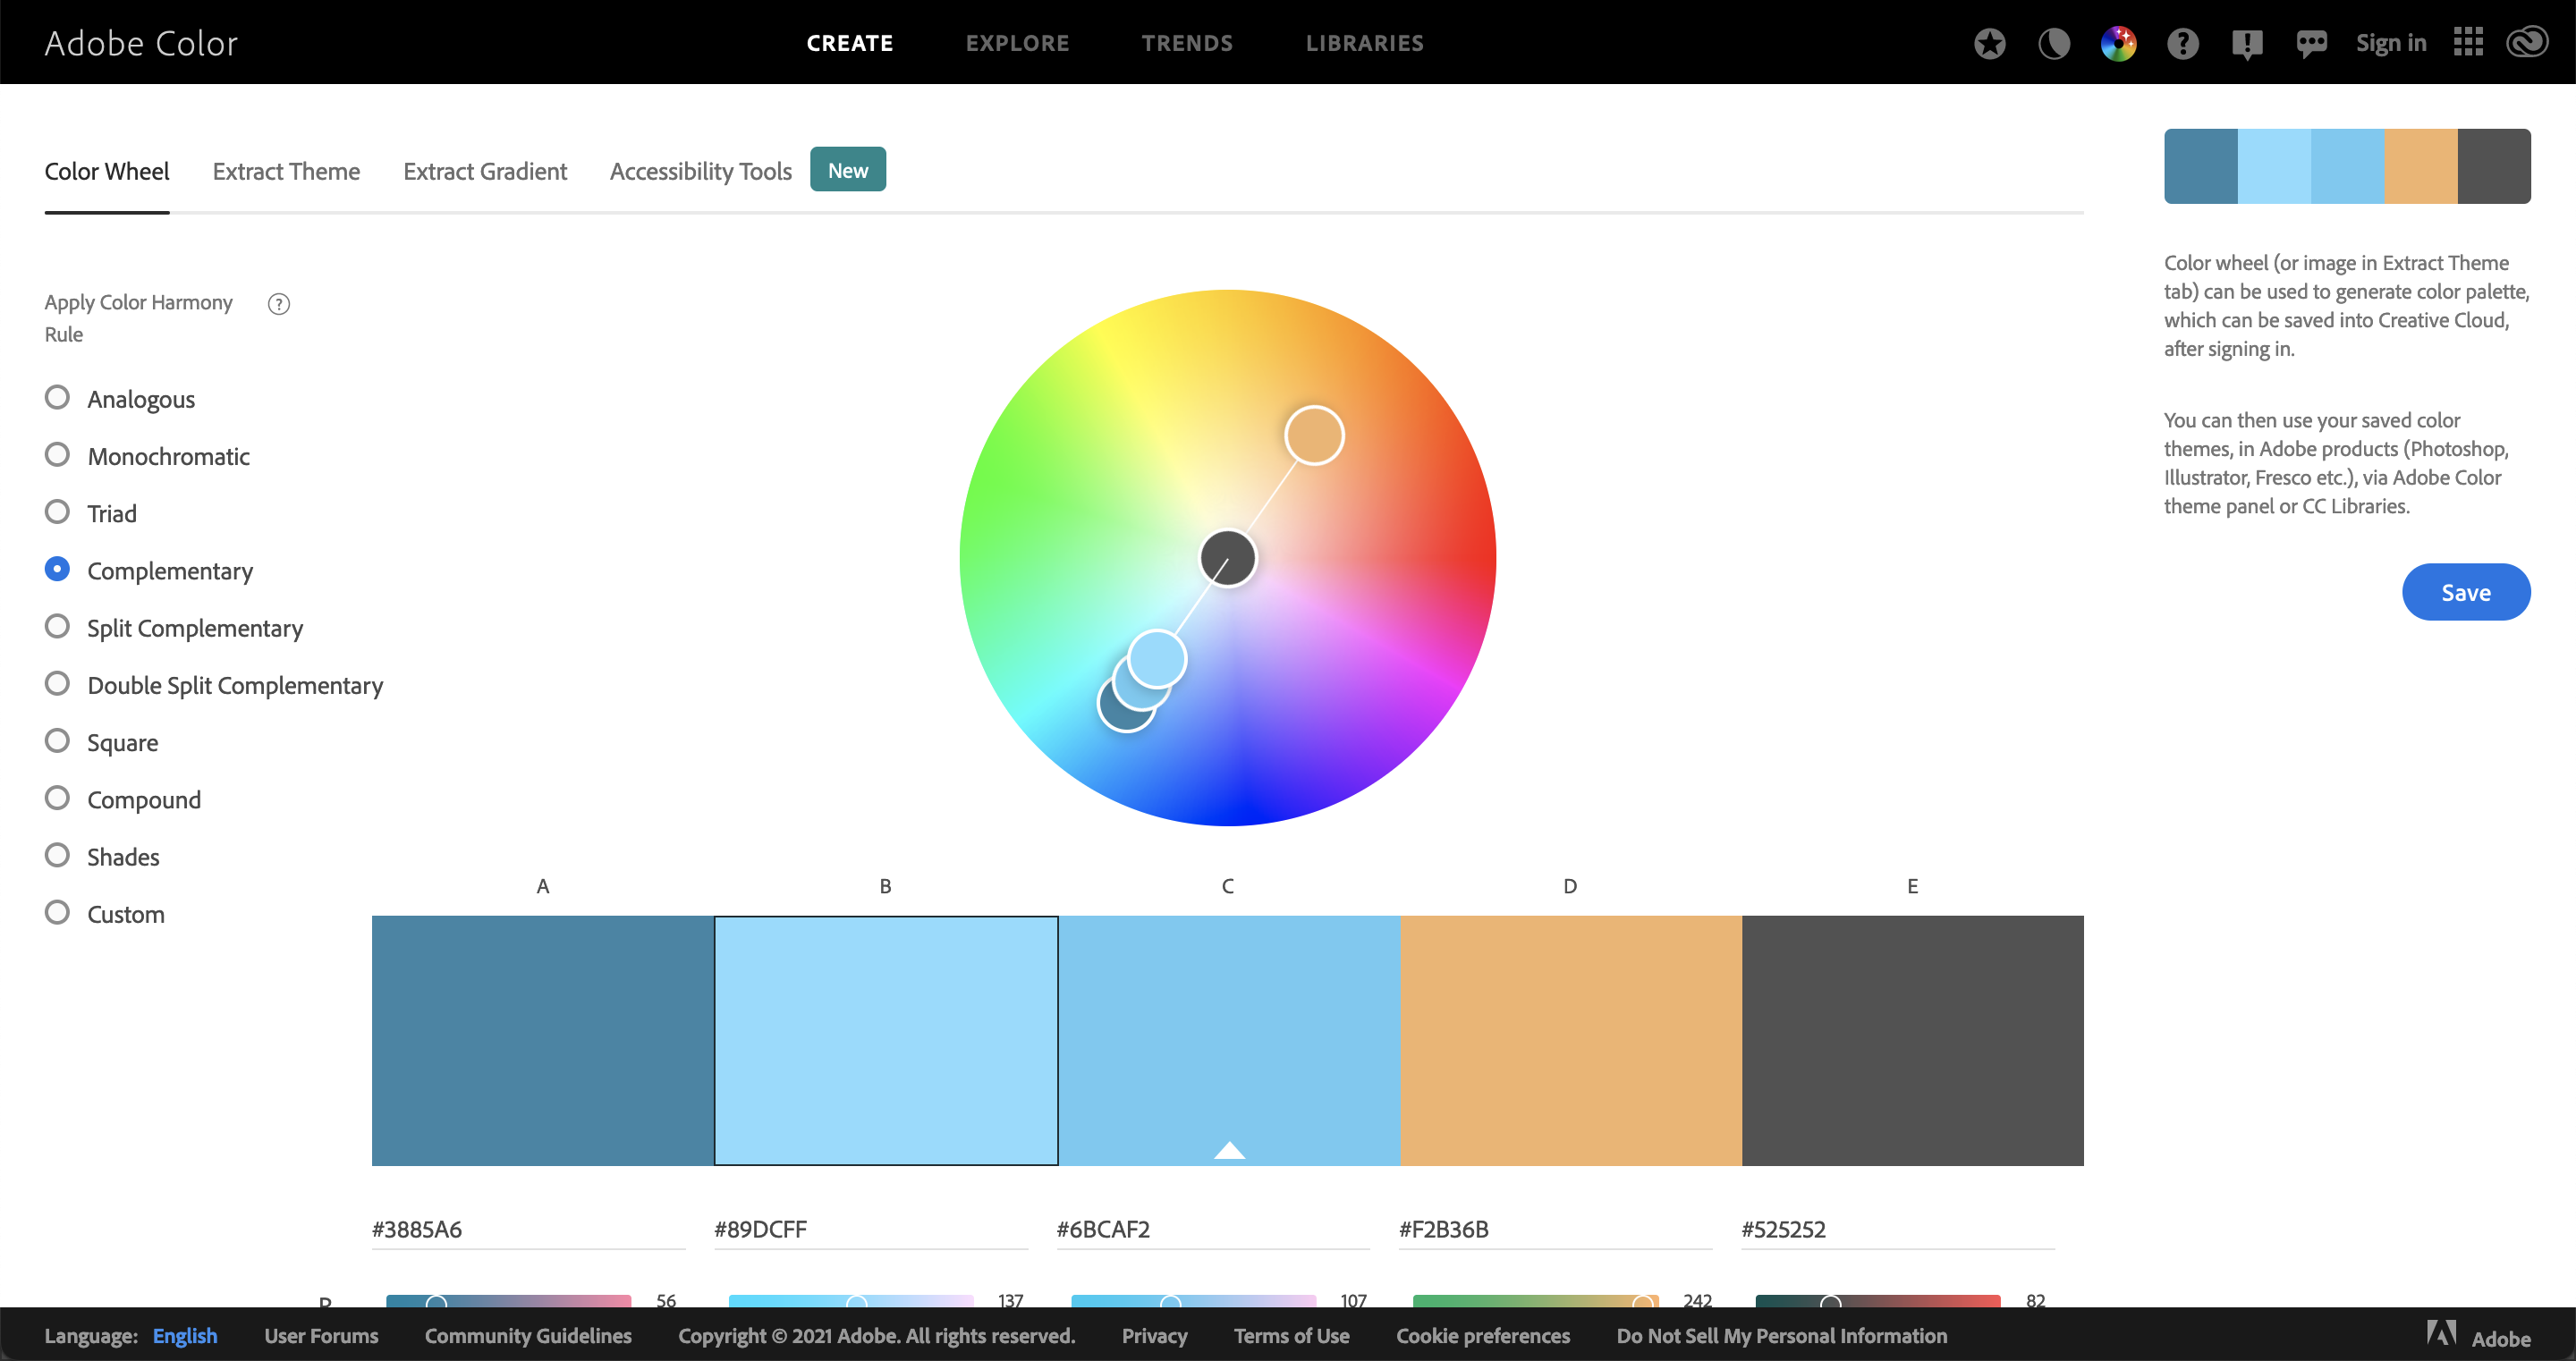 Adobe Color
CREATE EXPLORE TRENDS LIBRARIES
Sign in
Color Wheel Extract Theme Extract Gradient Accessibility Tools New
Apply Color Harmony
Rule
?
Analogous
Monochromatic
Triad
Complementary
Split Complementary
Double Split Complementary
Square
Compound
Shades
Custom
Color wheel (or image in Extract Theme
tab) can be used to generate color palette,
which can be saved into Creative Cloud,
after signing in.
You can then use your saved color
themes, in Adobe products (Photoshop,
Illustrator, Fresco etc.), via Adobe Color
theme panel or CC Libraries.
Save
A B C D E
#3885A6 #89DCFF #6BCAF2 #F2B36B #525252
R 56 137 107 242 82
Language: English User Forums Community Guidelines Copyright © 2021 Adobe. All rights reserved. Privacy Terms of Use Cookie preferences Do Not Sell My Personal Information Adobe